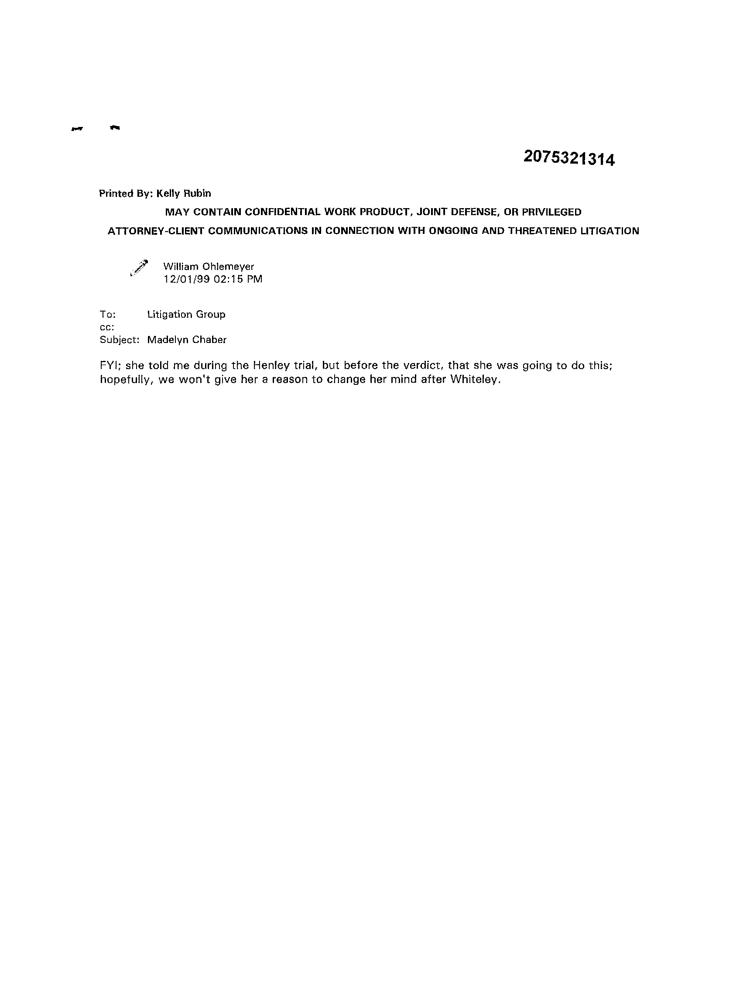 2075321314
Printed By: Kelly Rubin
MAY CONTAIN CONFIDENTIAL WORK PRODUCT, JOINT DEFENSE, OR PRIVILEGED
ATTORNEY-CLIENT COMMUNICATIONS IN CONNECTION WITH ONGOING AND THREATENED LITIGATION
William Ohlemeyer
12/01/99 02:15 PM
To: Litigation Group
cc:
Subject: Madelyn Chaber
FYI; she told me during the Henley trial, but before the verdict, that she was going to do this;
hopefully, we won't give her a reason to change her mind after Whiteley.